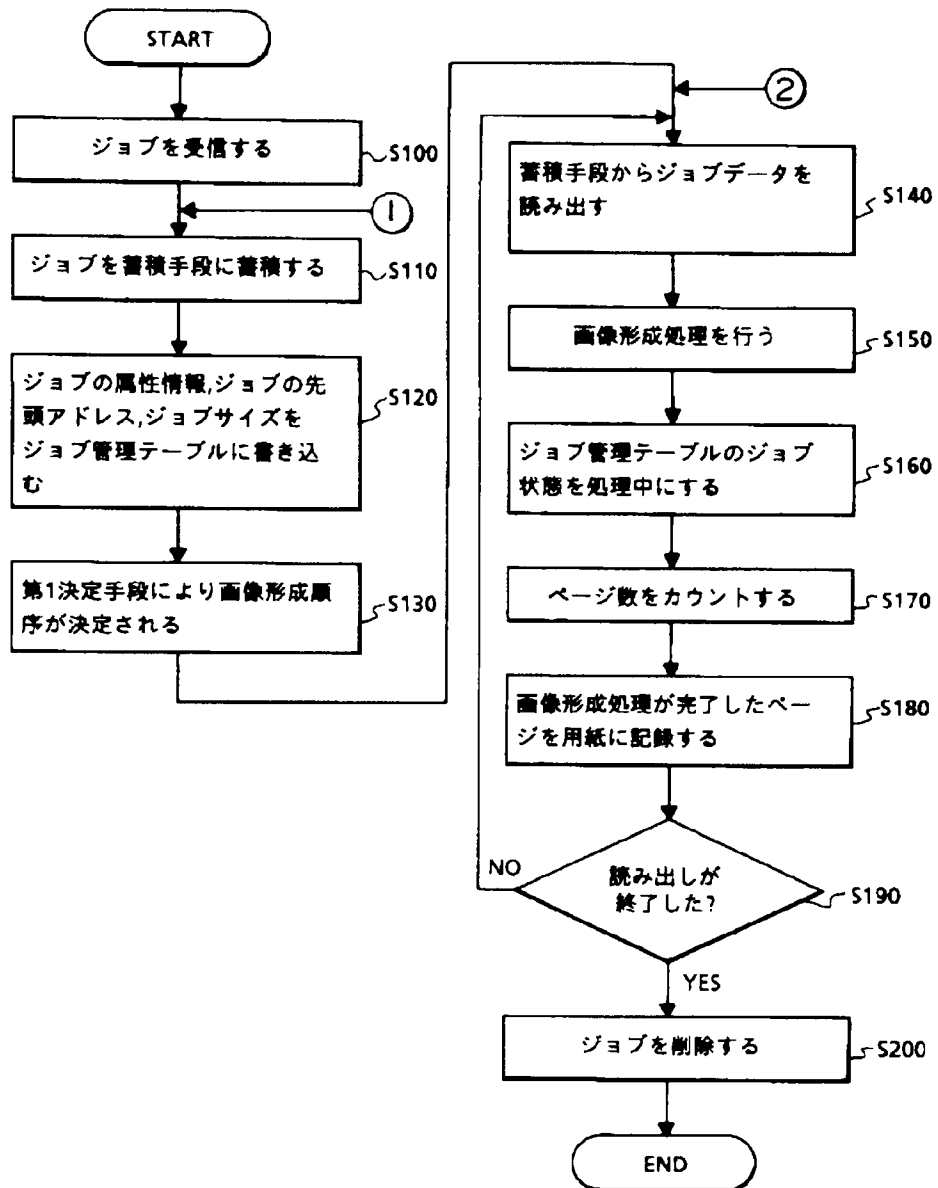 START
ジョブを受信する
S100
①
ジョブを蓄積手段に蓄積する
S110
ジョブの属性情報,ジョブの先
頭アドレス,ジョブサイズを
ジョブ管理テーブルに書き込
む
S120
第1決定手段により画像形成順
序が決定される
S130
②
蓄積手段からジョブデータを
読み出す
S140
画像形成処理を行う
S150
ジョブ管理テーブルのジョブ
状態を処理中にする
S160
ページ数をカウントする
S170
画像形成処理が完了したペー
ジを用紙に記録する
S180
NO
読み出しが
終了した?
S190
YES
ジョブを削除する
S200
END